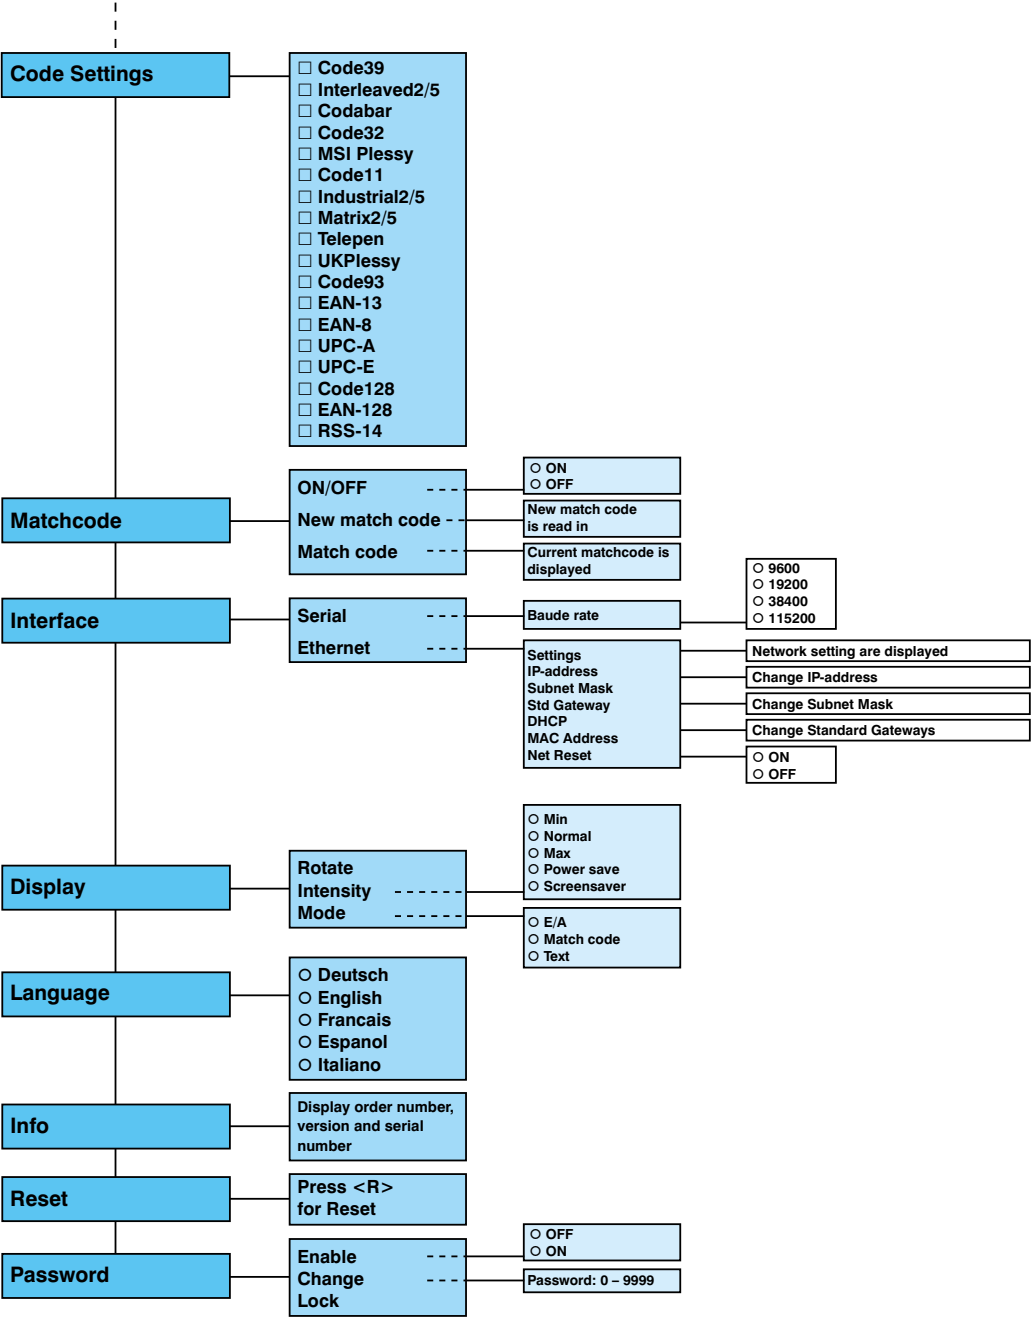 Code Settings
☐ Code39
☐ Interleaved2/5
☐ Codabar
☐ Code32
☐ MSI Plessy
☐ Code11
☐ Industrial2/5
☐ Matrix2/5
☐ Telepen
☐ UKPlessy
☐ Code93
☐ EAN-13
☐ EAN-8
☐ UPC-A
☐ UPC-E
☐ Code128
☐ EAN-128
☐ RSS-14
Matchcode
ON/OFF
New match code
Match code
○ ON
○ OFF
New match code
is read in
Current matchcode is
displayed
Interface
Serial
Ethernet
Baude rate
○ 9600
○ 19200
○ 38400
○ 115200
Settings
IP-address
Subnet Mask
Std Gateway
DHCP
MAC Address
Net Reset
Network setting are displayed
Change IP-address
Change Subnet Mask
Change Standard Gateways
○ ON
○ OFF
Display
Rotate
Intensity
Mode
○ Min
○ Normal
○ Max
○ Power save
○ Screensaver
○ E/A
○ Match code
○ Text
Language
○ Deutsch
○ English
○ Francais
○ Espanol
○ Italiano
Info
Display order number,
version and serial
number
Reset
Press <R>
for Reset
Password
Enable
Change
Lock
○ OFF
○ ON
Password: 0 – 9999